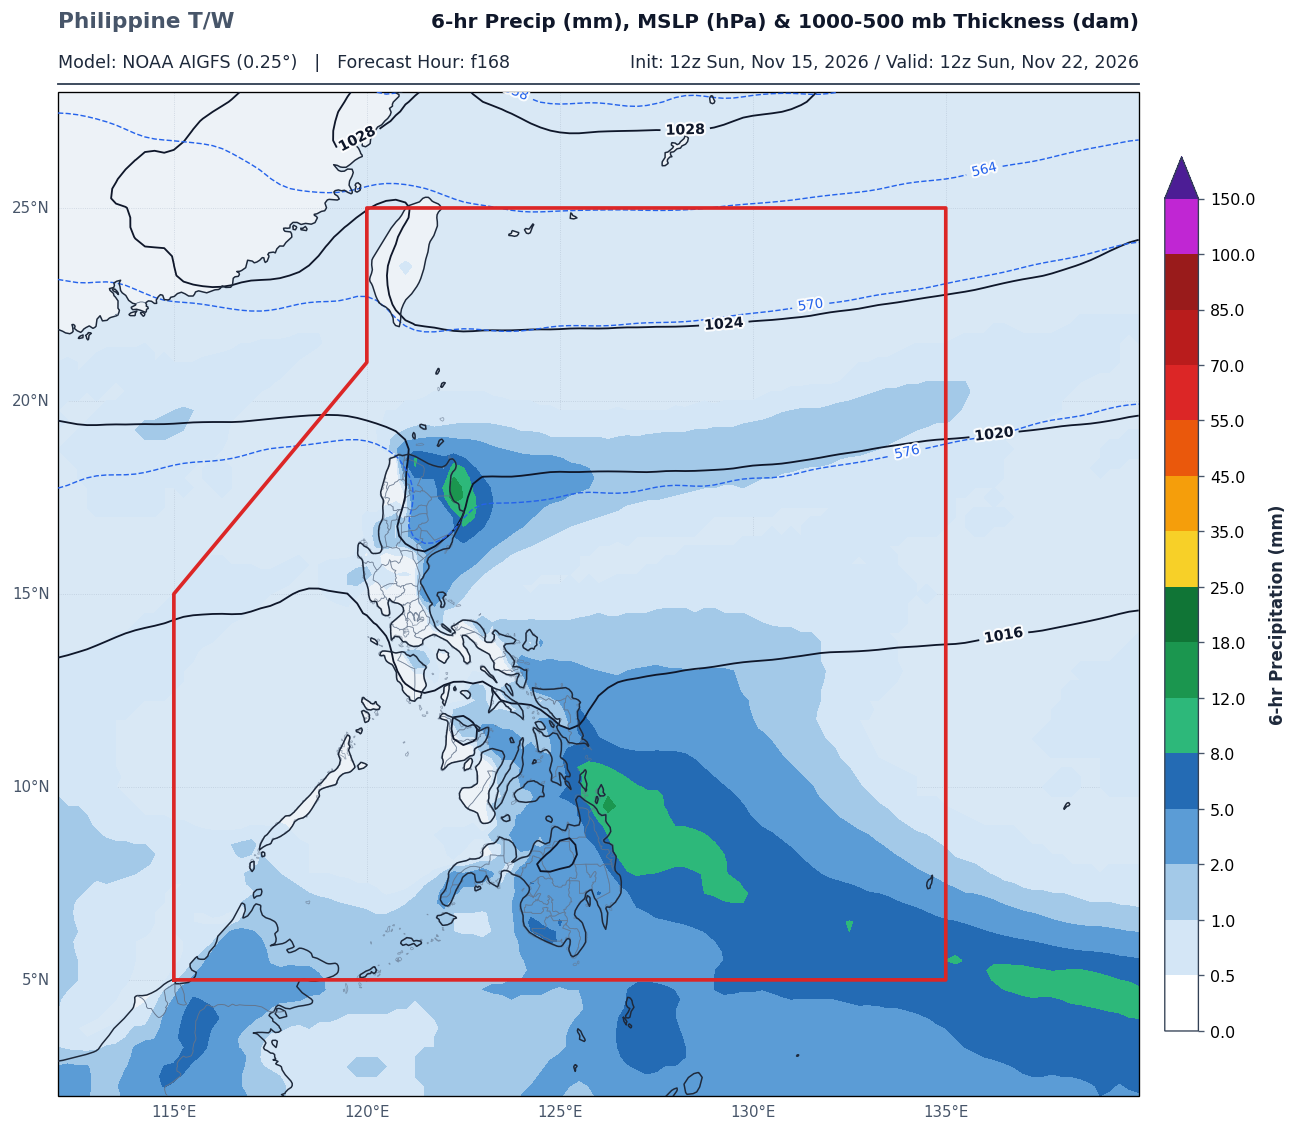 Philippine T/W
6-hr Precip (mm), MSLP (hPa) & 1000-500 mb Thickness (dam)
Model: NOAA AIGFS (0.25°) | Forecast Hour: f168
Init: 12z Sun, Nov 15, 2026 / Valid: 12z Sun, Nov 22, 2026
1028
1028
564
570
1024
1020
576
1016
25°N
20°N
15°N
10°N
5°N
115°E
120°E
125°E
130°E
135°E
150.0
100.0
85.0
70.0
55.0
45.0
35.0
25.0
18.0
12.0
8.0
5.0
2.0
1.0
0.5
0.0
6-hr Precipitation (mm)